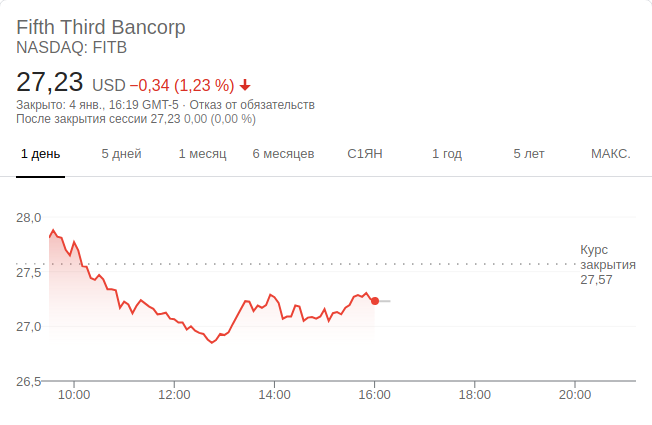 Fifth Third Bancorp
NASDAQ: FITB
27,23 USD −0,34 (1,23 %)
Закрыто: 4 янв., 16:19 GMT-5 · Отказ от обязательств
После закрытия сессии 27,23 0,00 (0,00 %)
1 день 5 дней 1 месяц 6 месяцев С1ЯН 1 год 5 лет МАКС.
28,0
Курс
закрытия
27,5
27,57
27,0
26,5
10:00 12:00 14:00 16:00 18:00 20:00